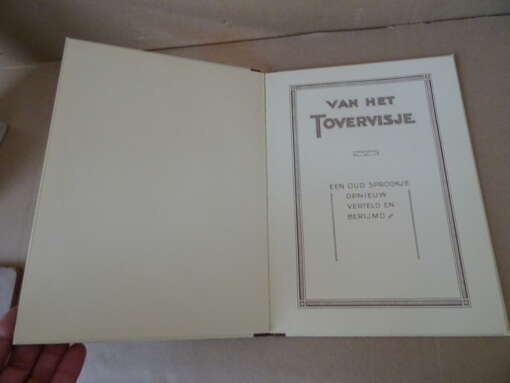 VAN HET
TOVERVISJE
EEN OUD SPROOKJE
OPNIEUW
VERTELD EN
BERIJMD